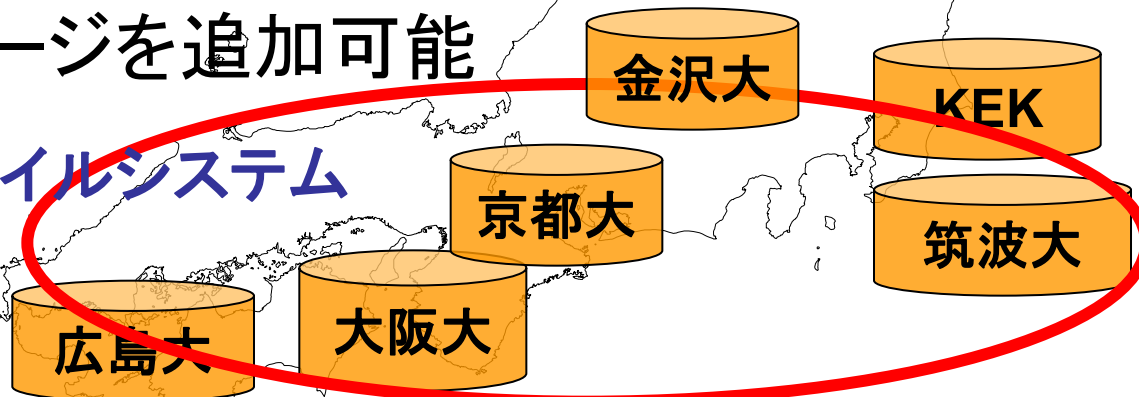 ージを追加可能
イルシステム
金沢大
KEK
京都大
筑波大
大阪大
広島大